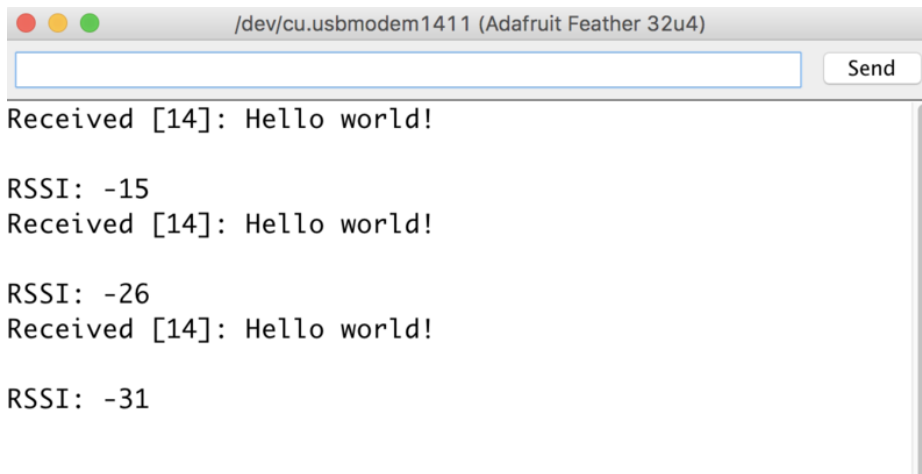 /dev/cu.usbmodem1411 (Adafruit Feather 32u4)
Send
Received [14]: Hello world!
RSSI: -15
Received [14]: Hello world!
RSSI: -26
Received [14]: Hello world!
RSSI: -31